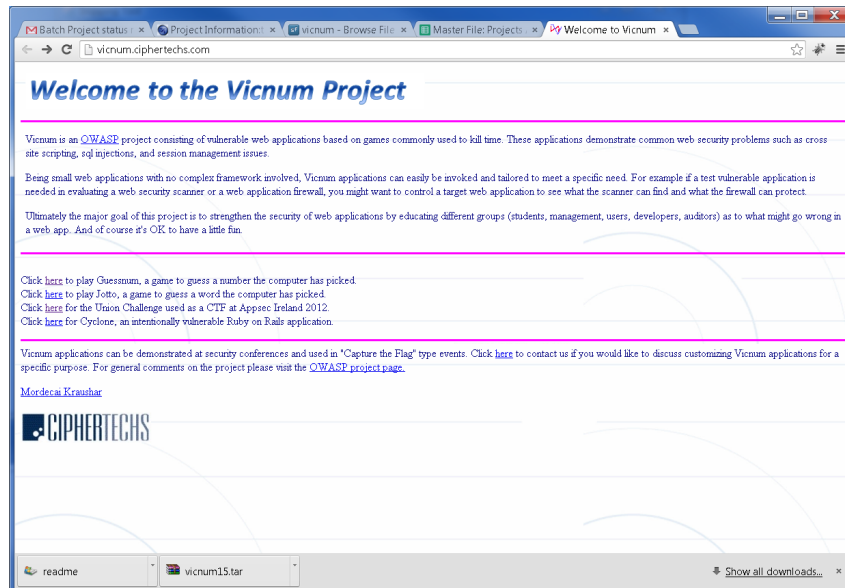 Batch Project status
Project Information:
vicnum - Browse File
Master File: Projects
Welcome to Vicnum
vicnum.ciphertechs.com
Welcome to the Vicnum Project
Vicnum is an OWASP project consisting of vulnerable web applications based on games commonly used to kill time. These applications demonstrate common web security problems such as cross
site scripting, sql injections, and session management issues.
Being small web applications with no complex framework involved, Vicnum applications can easily be invoked and tailored to meet a specific need. For example if a test vulnerable application is
needed in evaluating a web security scanner or a web application firewall, you might want to control a target web application to see what the scanner can find and what the firewall can protect.
Ultimately the major goal of this project is to strengthen the security of web applications by educating different groups (students, management, users, developers, auditors) as to what might go wrong in
a web app. And of course it's OK to have a little fun.
Click here to play Guessnum, a game to guess a number the computer has picked.
Click here to play Jotto, a game to guess a word the computer has picked.
Click here for the Union Challenge used as a CTF at Appsec Ireland 2012.
Click here for Cyclone, an intentionally vulnerable Ruby on Rails application.
Vicnum applications can be demonstrated at security conferences and used in "Capture the Flag" type events. Click here to contact us if you would like to discuss customizing Vicnum applications for a
specific purpose. For general comments on the project please visit the OWASP project page.
Mordecai Kraushar
CIPHERTECHS
readme
vicnum15.tar
Show all downloads...